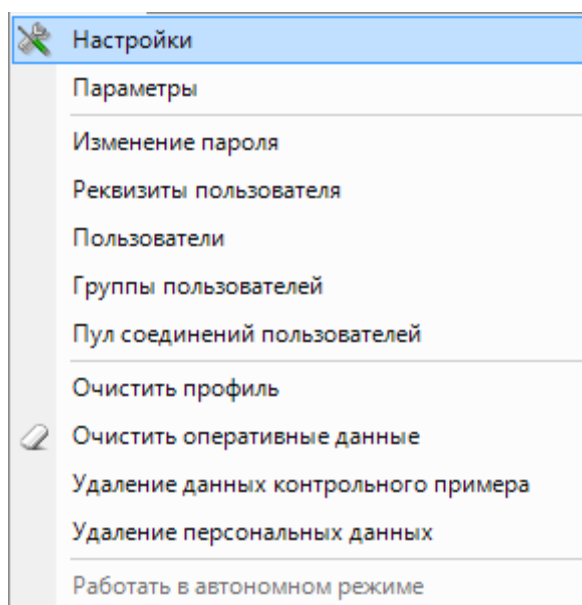 Настройки
Параметры
Изменение пароля
Реквизиты пользователя
Пользователи
Группы пользователей
Пул соединений пользователей
Очистить профиль
Очистить оперативные данные
Удаление данных контрольного примера
Удаление персональных данных
Работать в автономном режиме